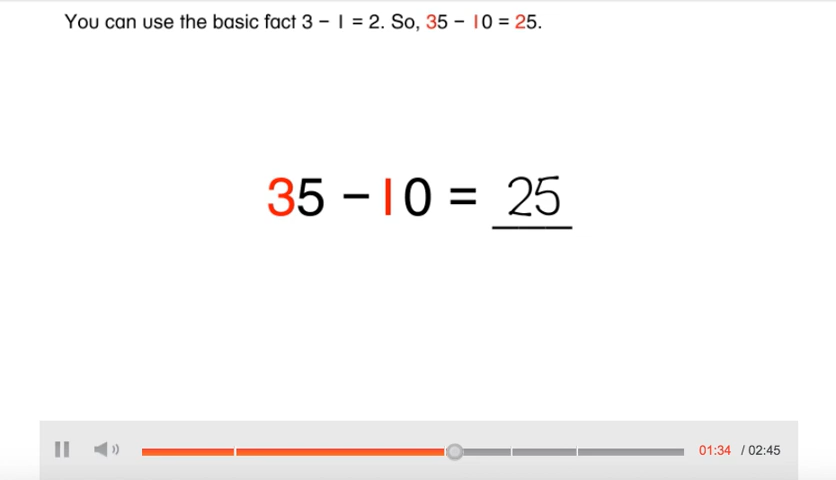 You can use the basic fact 3 − 1 = 2. So, 35 − 10 = 25.
35 − 10 = 25
01:34 / 02:45